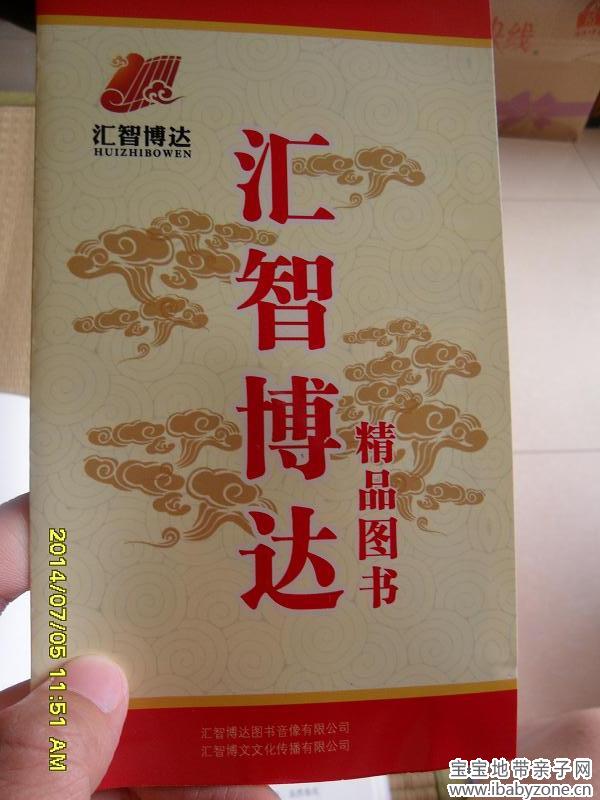 汇智博达
HUIZHIBOWEN
汇智博达
精品图书
汇智博达图书音像有限公司
汇智博文文化传播有限公司
2014/07/05 11:51 AM
快线
宝宝地带亲子网
www.ibabyzone.cn